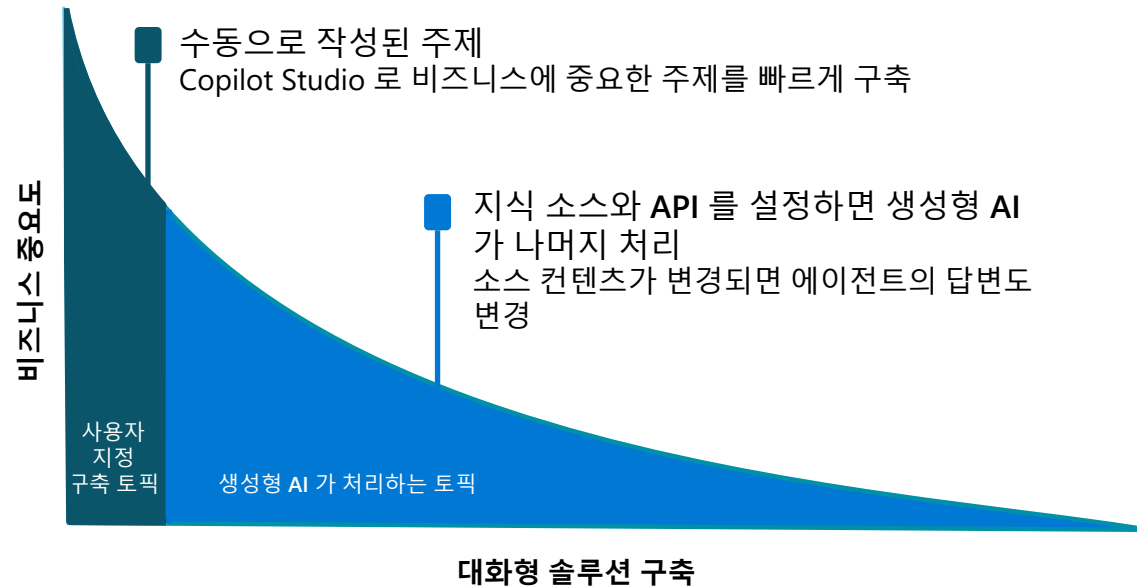 수동으로 작성된 주제
Copilot Studio 로 비즈니스에 중요한 주제를 빠르게 구축
지식 소스와 API 를 설정하면 생성형 AI
가 나머지 처리
소스 컨텐츠가 변경되면 에이전트의 답변도
변경
비즈니스 중요도
사용자
지정
구축 토픽
생성형 AI 가 처리하는 토픽
대화형 솔루션 구축